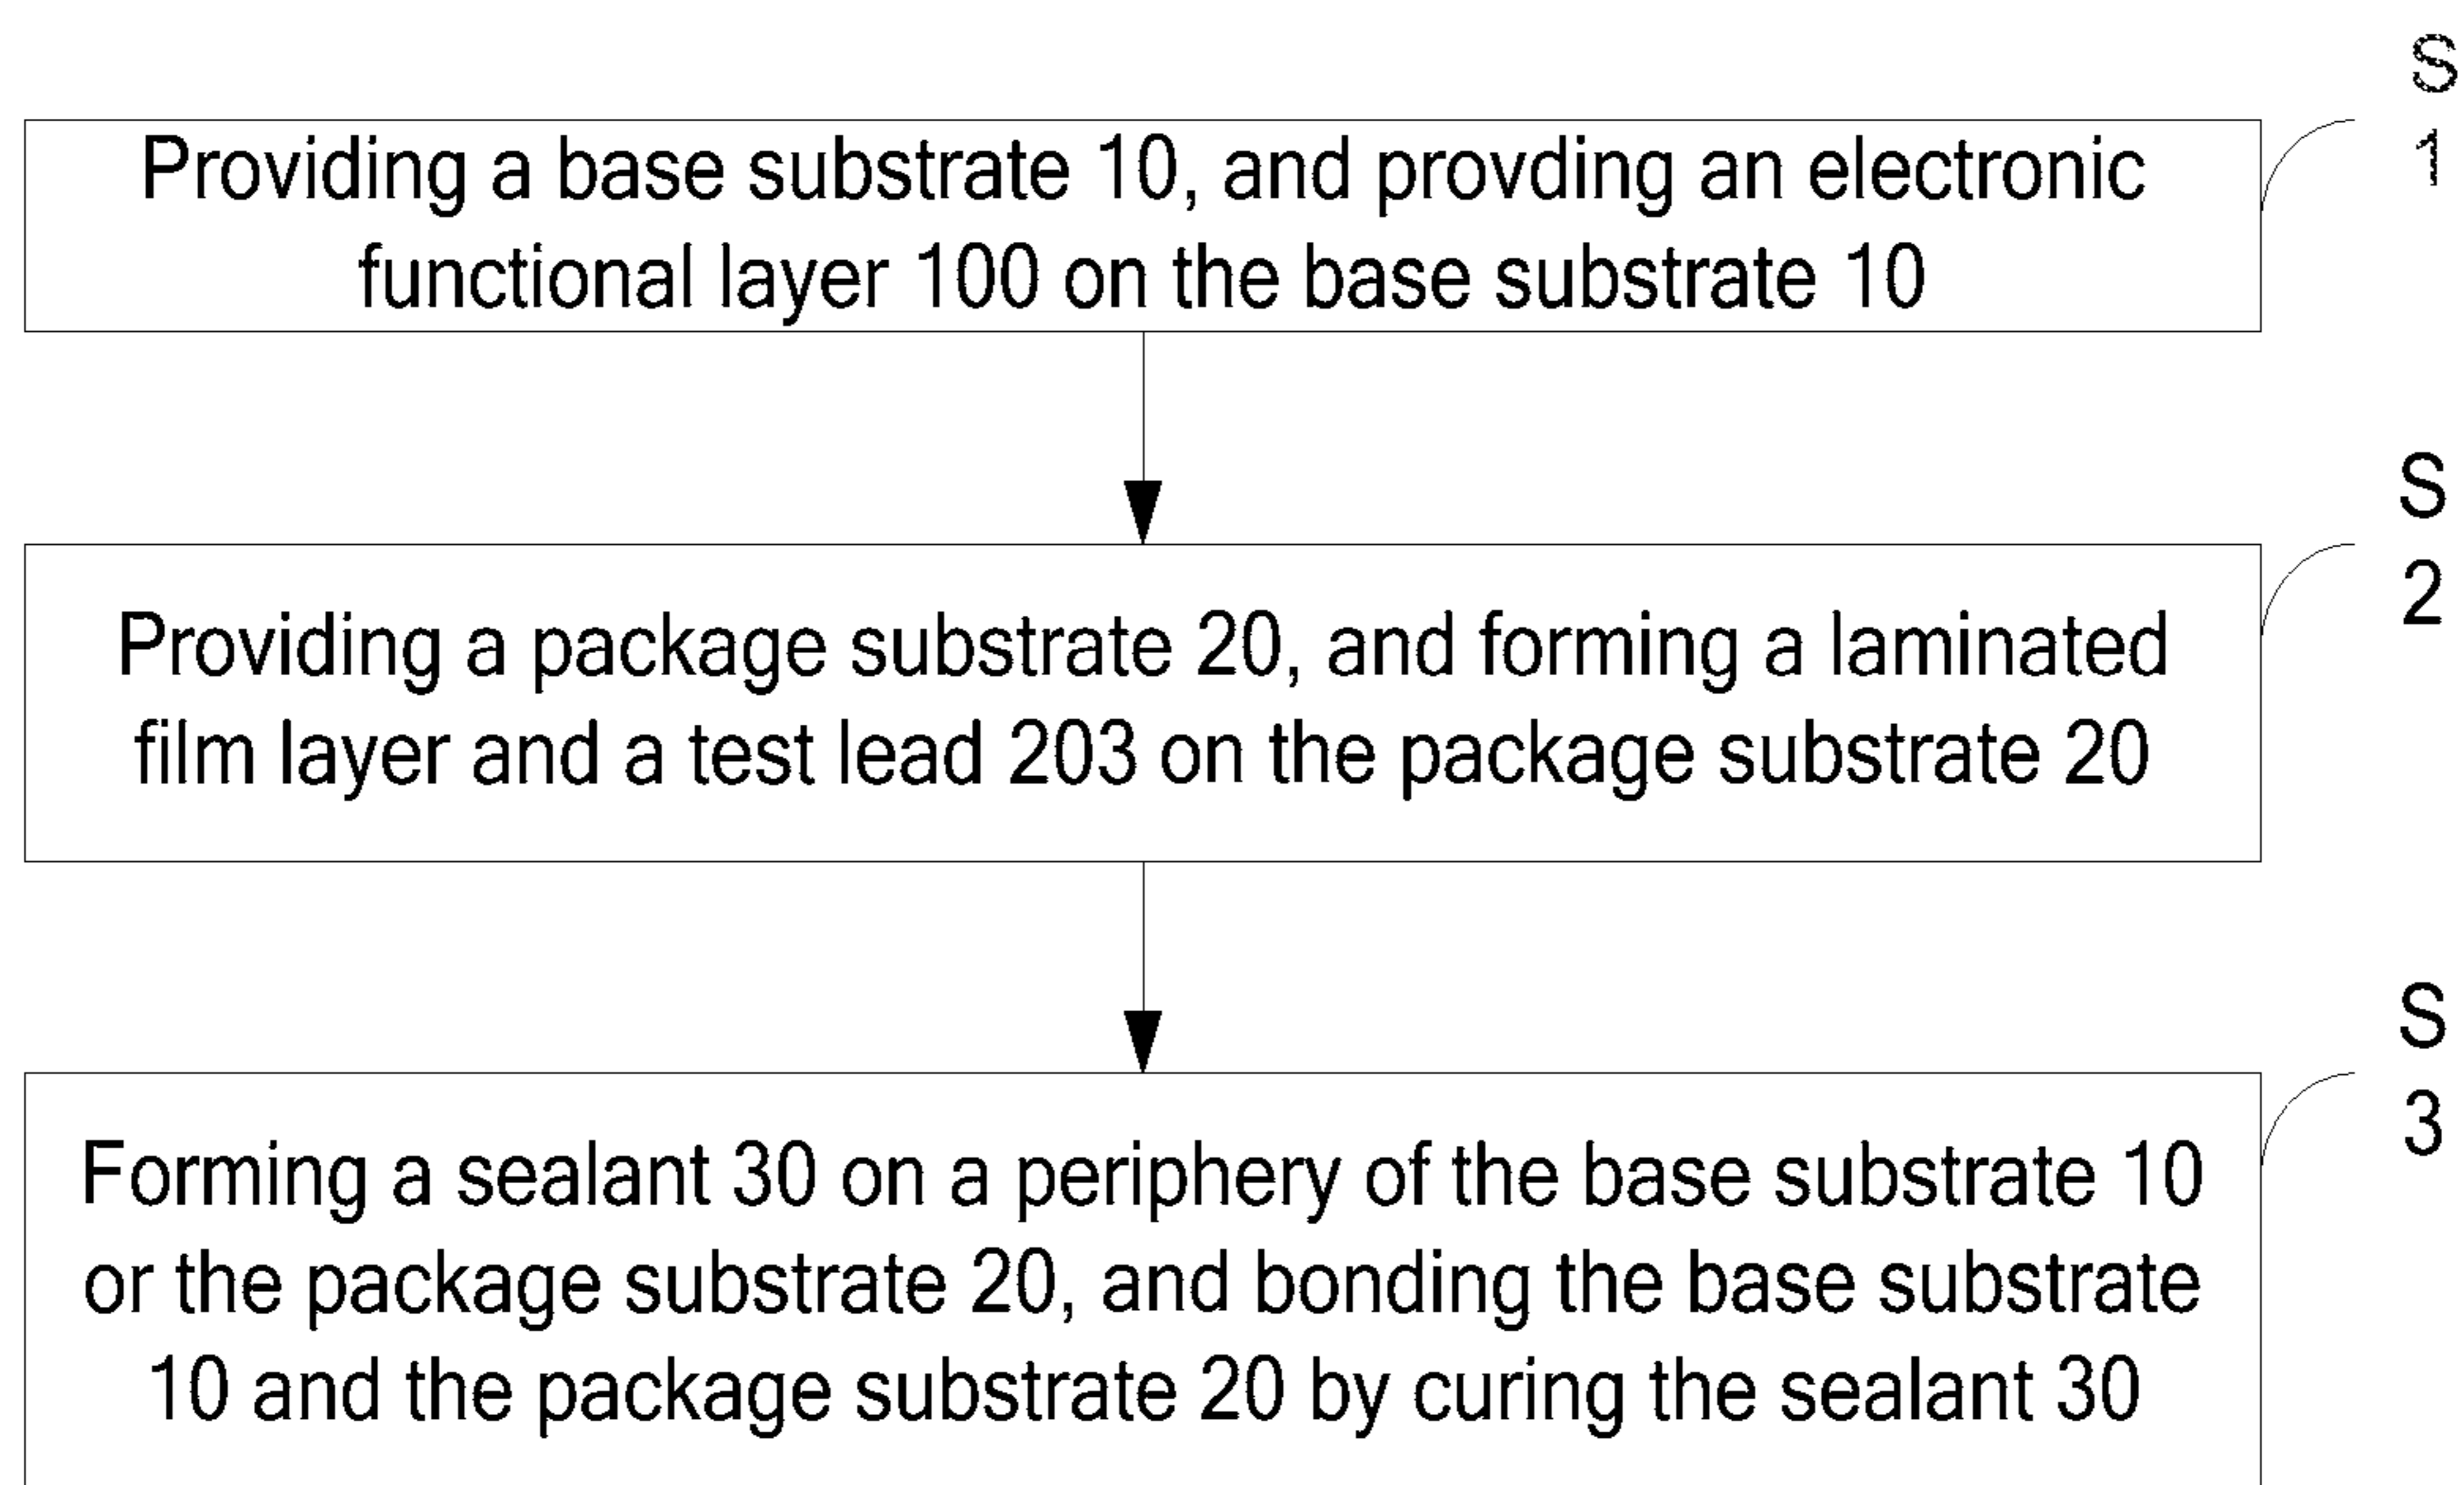 S
1
Providing a base substrate 10, and provding an electronic
functional layer 100 on the base substrate 10
S
2
Providing a package substrate 20, and forming a laminated
film layer and a test lead 203 on the package substrate 20
S
3
Forming a sealant 30 on a periphery of the base substrate 10
or the package substrate 20, and bonding the base substrate
10 and the package substrate 20 by curing the sealant 30